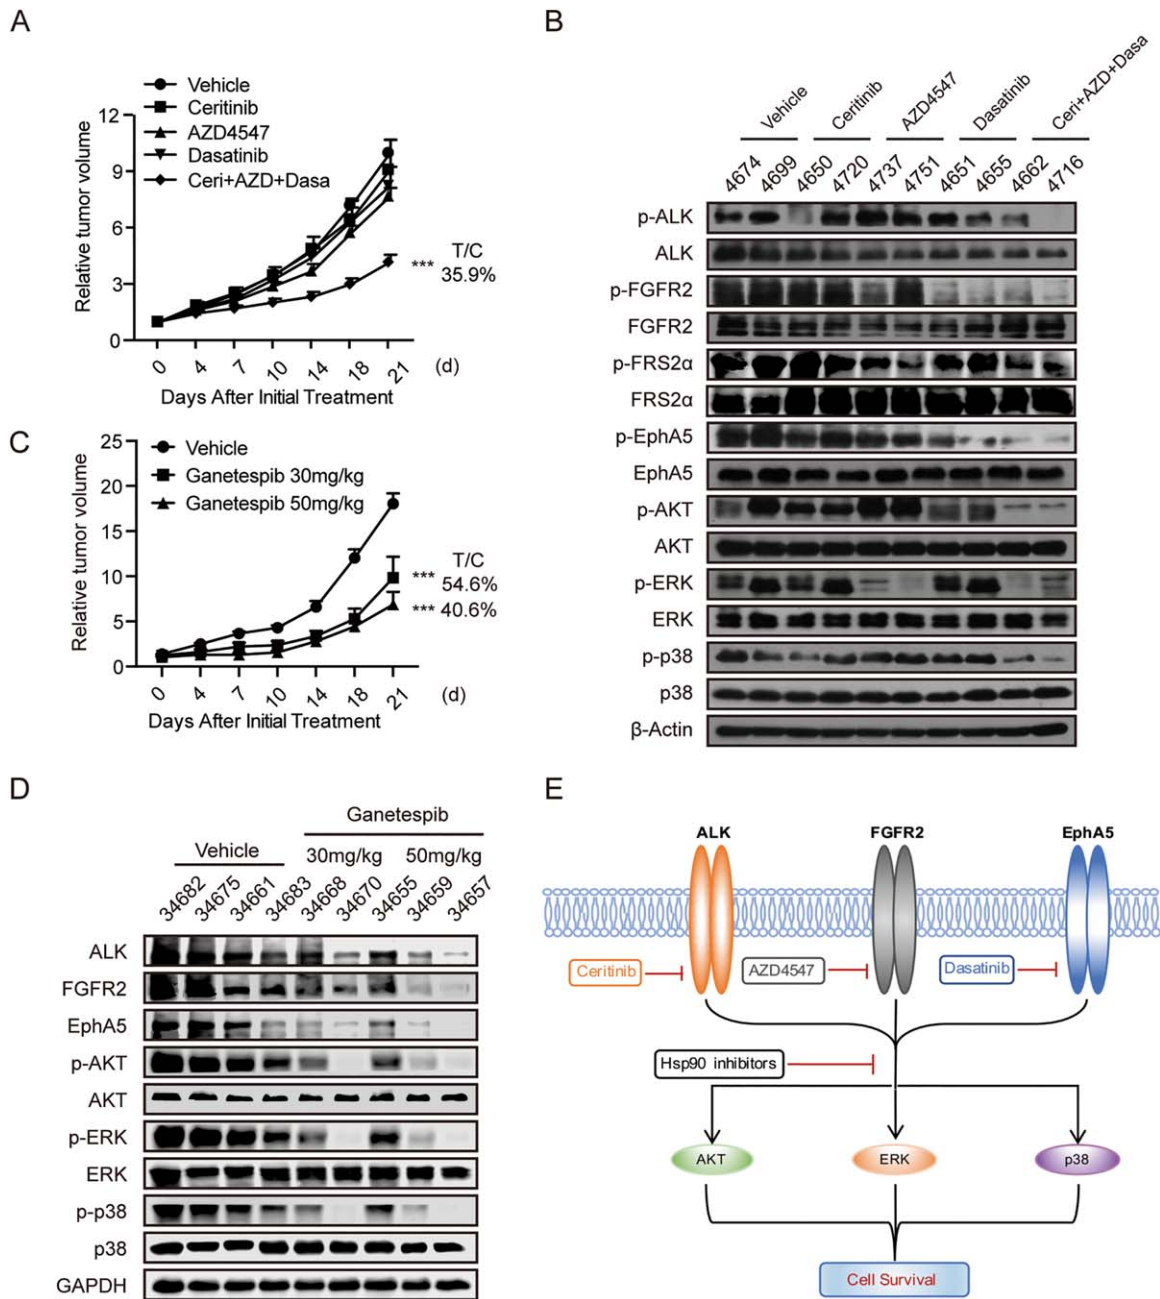 A
Vehicle
Ceritinib
AZD4547
Dasatinib
Ceri+AZD+Dasa
Relative tumor volume
12
9
6
3
0
*** T/C
35.9%
0 4 7 10 14 18 21 (d)
Days After Initial Treatment
B
Vehicle Ceritinib AZD4547 Dasatinib Ceri+AZD+Dasa
4674 4699 4650 4720 4737 4751 4651 4655 4662 4716
p-ALK
ALK
p-FGFR2
FGFR2
p-FRS2α
FRS2α
p-EphA5
EphA5
p-AKT
AKT
p-ERK
ERK
p-p38
p38
β-Actin
C
Vehicle
Ganetespib 30mg/kg
Ganetespib 50mg/kg
Relative tumor volume
25
20
15
10
5
0
T/C
*** 54.6%
*** 40.6%
0 4 7 10 14 18 21 (d)
Days After Initial Treatment
D
Ganetespib
Vehicle 30mg/kg 50mg/kg
34682 34675 34661 34683 34668 34670 34655 34659 34657
ALK
FGFR2
EphA5
p-AKT
AKT
p-ERK
ERK
p-p38
p38
GAPDH
E
ALK FGFR2 EphA5
Ceritinib AZD4547 Dasatinib
Hsp90 inhibitors
AKT ERK p38
Cell Survival